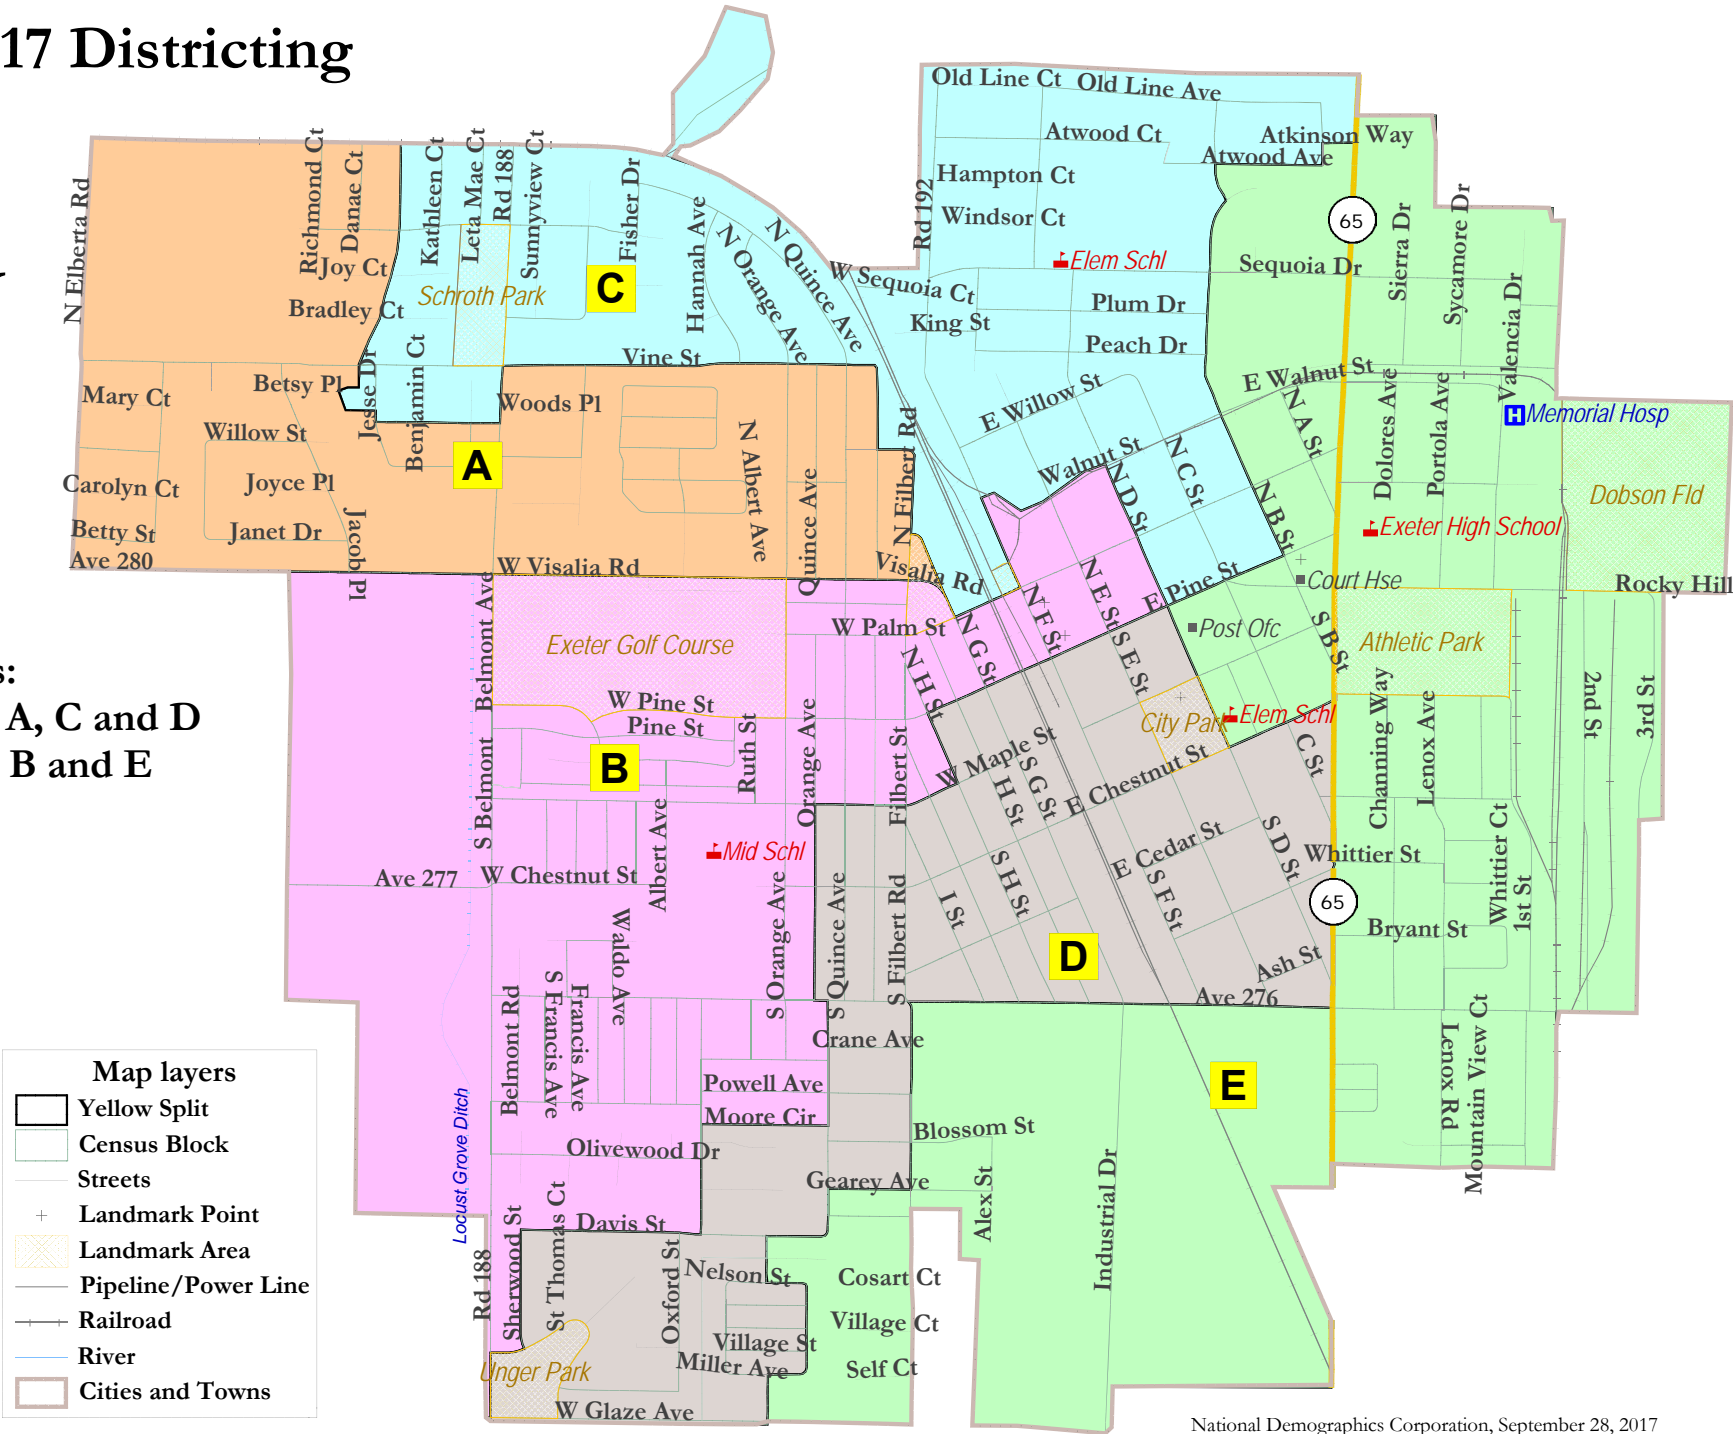 17 Districting
s:
A, C and D
B and E
Old Line Ct
Old Line Ave
Atwood Ct
Atkinson Way
Atwood Ave
Hampton Ct
Windsor Ct
Rd 192
65
Elem Schl
Sequoia Dr
Sierra Dr
Sycamore Dr
Valencia Dr
W Sequoia Ct
Plum Dr
King St
Peach Dr
N Elberta Rd
Richmond Ct
Danae Ct
Kathleen Ct
Leta Mae Ct
Rd 188
Sunnyview Ct
Fisher Dr
Hannah Ave
N Orange Ave
N Quince Ave
Joy Ct
Bradley Ct
Schroth Park
C
Vine St
Mary Ct
Betsy Pl
Jesse Dr
Benjamin Ct
Woods Pl
Willow St
A
Carolyn Ct
Joyce Pl
Betty St
Janet Dr
Ave 280
Jacob Pl
W Visalia Rd
N Albert Ave
Quince Ave
N Filbert Rd
Visalia Rd
E Willow St
Walnut St
E Walnut St
N A St
N B St
N C St
N D St
N E St
N F St
N G St
N H St
Dolores Ave
Portola Ave
H
Memorial Hosp
Dobson Fld
Exeter High School
Court Hse
Rocky Hill
E Pine St
Post Ofc
S B St
Athletic Park
Belmont Ave
Exeter Golf Course
W Palm St
W Pine St
Pine St
Ruth St
Orange Ave
Filbert St
S E St
City Park
Elem Schl
C St
Channing Way
Lenox Ave
2nd St
3rd St
B
S Belmont
Albert Ave
Mid Schl
W Maple St
H St
S G St
E Chestnut St
E Cedar St
S D St
Whittier St
Whittier Ct
1st St
Ave 277
W Chestnut St
Waldo Ave
S Orange Ave
S Quince Ave
S Filbert Rd
I St
S H St
S F St
65
Bryant St
D
Ash St
Ave 276
Belmont Rd
S Francis Ave
Francis Ave
Crane Ave
Powell Ave
Moore Cir
Olivewood Dr
Blossom St
Gearey Ave
Alex St
Industrial Dr
E
Lenox Rd
Mountain View Ct
Locust Grove Ditch
Davis St
Rd 188
Sherwood St
St Thomas Ct
Oxford St
Nelson St
Cosart Ct
Village Ct
Village St
Miller Ave
Self Ct
Unger Park
W Glaze Ave
Map layers
Yellow Split
Census Block
Streets
Landmark Point
Landmark Area
Pipeline/Power Line
Railroad
River
Cities and Towns
National Demographics Corporation, September 28, 2017